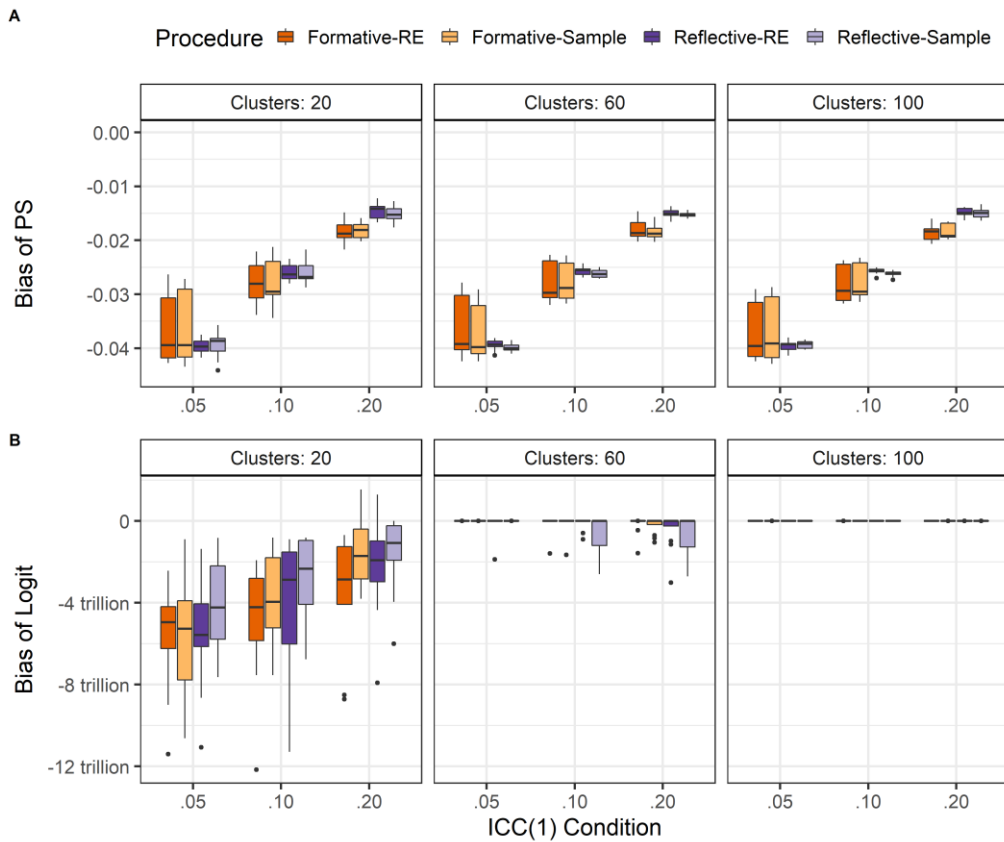 A
Procedure Formative-RE Formative-Sample Reflective-RE Reflective-Sample
Clusters: 20 Clusters: 60 Clusters: 100
Bias of PS
0.00
-0.01
-0.02
-0.03
-0.04
.05 .10 .20 .05 .10 .20 .05 .10 .20
B
Clusters: 20 Clusters: 60 Clusters: 100
Bias of Logit
0
-4 trillion
-8 trillion
-12 trillion
.05 .10 .20 .05 .10 .20 .05 .10 .20
ICC(1) Condition